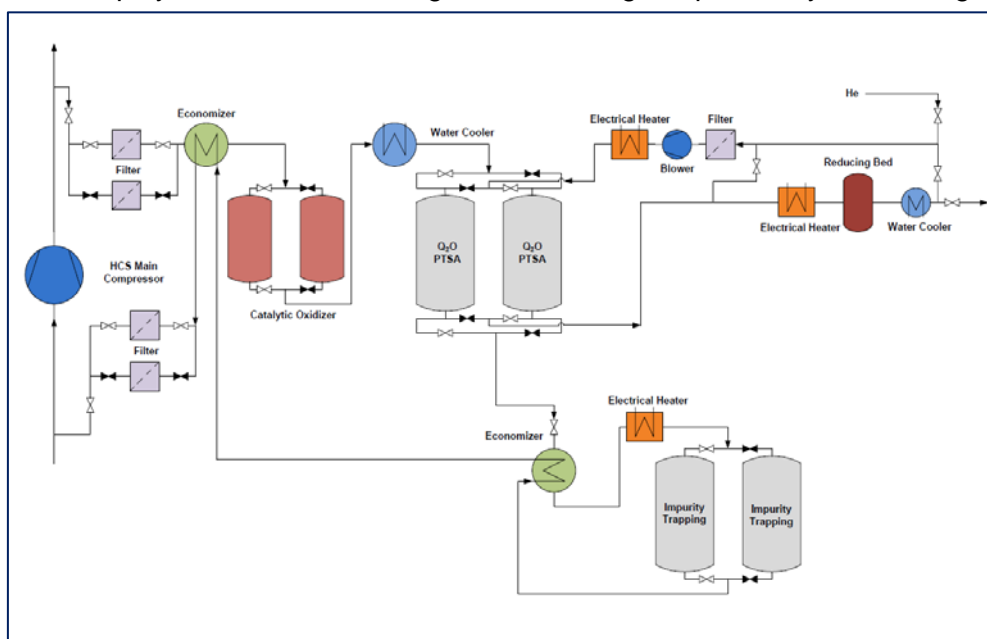 Economizer
Filter
HCS Main
Compressor
Filter
Catalytic Oxidizer
Water Cooler
Q₂O
PTSA
Q₂O
PTSA
Electrical Heater
Blower
Filter
He
Reducing Bed
Electrical Heater
Water Cooler
Economizer
Electrical Heater
Impurity
Trapping
Impurity
Trapping